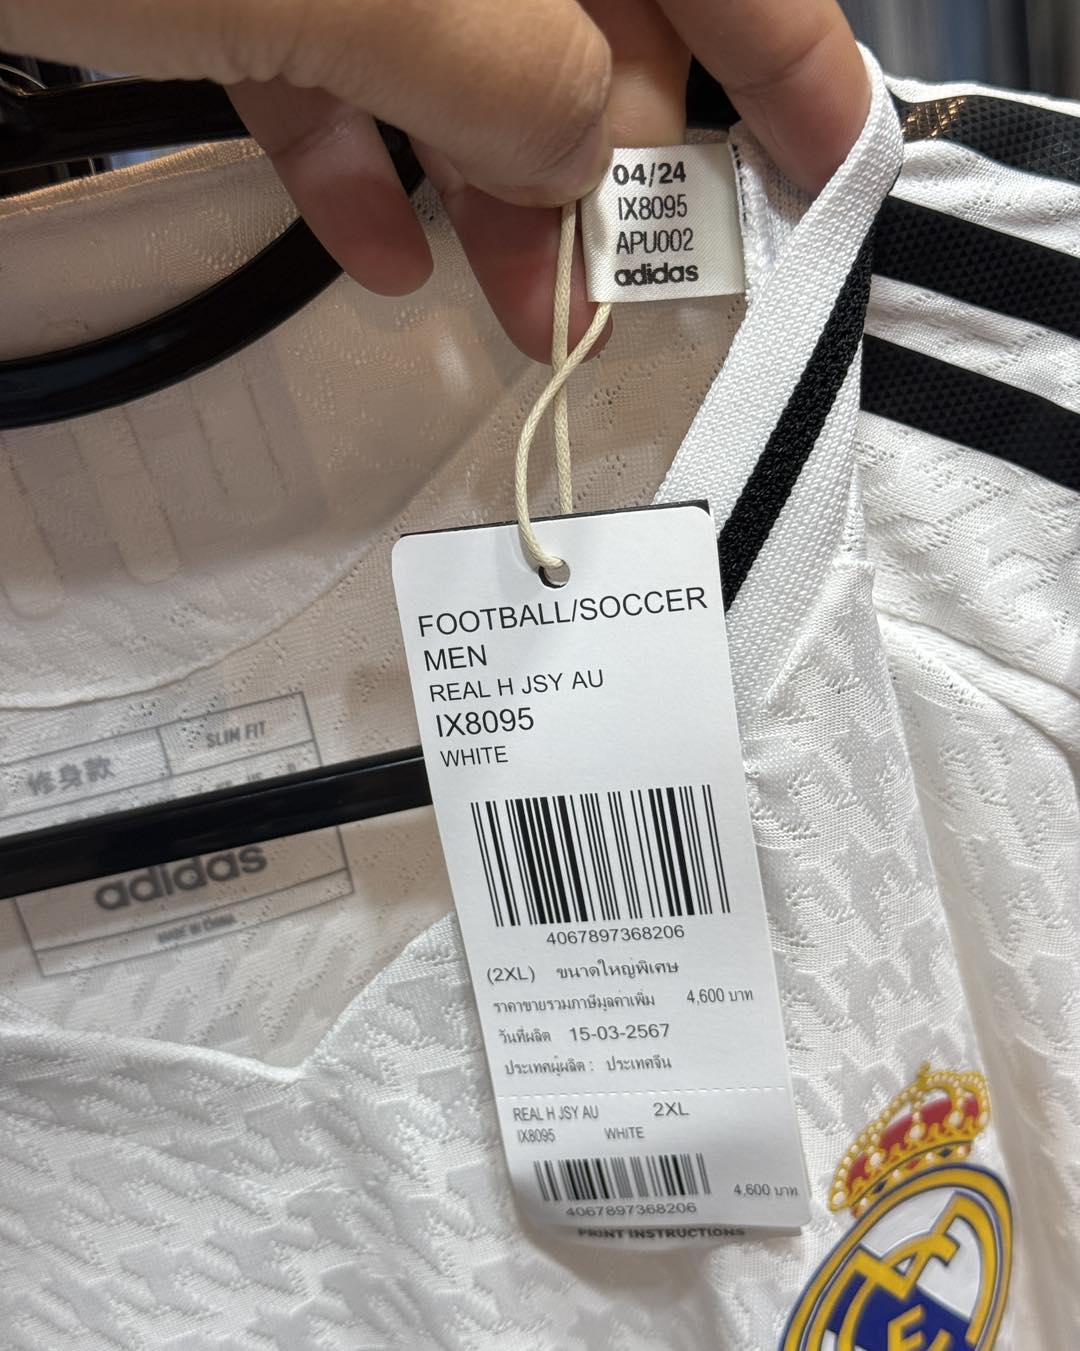 04/24
IX8095
APU002
adidas
FOOTBALL/SOCCER
MEN
REAL H JSY AU
IX8095
WHITE
4067897368206
(2XL) ขนาดใหญ่พิเศษ
ราคาขายรวมภาษีมูลค่าเพิ่ม 4,600 บาท
วันที่ผลิต 15-03-2567
ประเทศผู้ผลิต : ประเทศจีน
REAL H JSY AU 2XL
IX8095 WHITE
4,600 บาท
4067897368206
PRINT INSTRUCTIONS
修身款 SLIM FIT
adidas
MADE IN CHINA